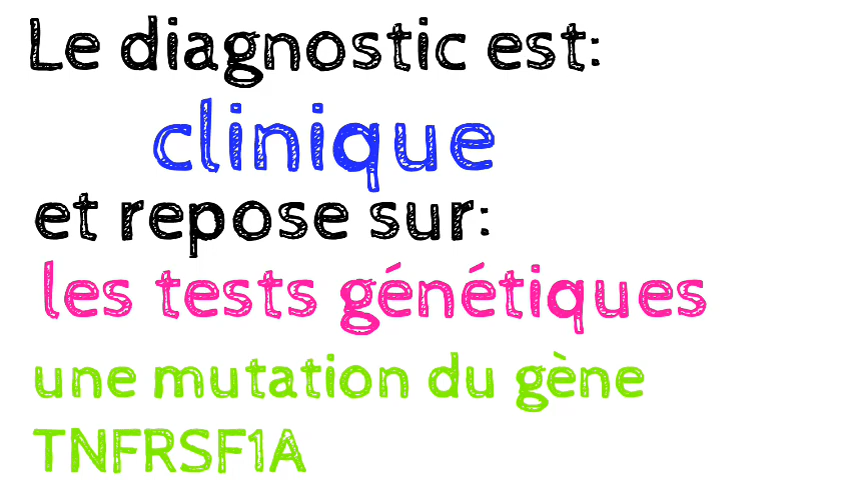 Le diagnostic est:
clinique
et repose sur:
les tests génétiques
une mutation du gène
TNFRSF1A